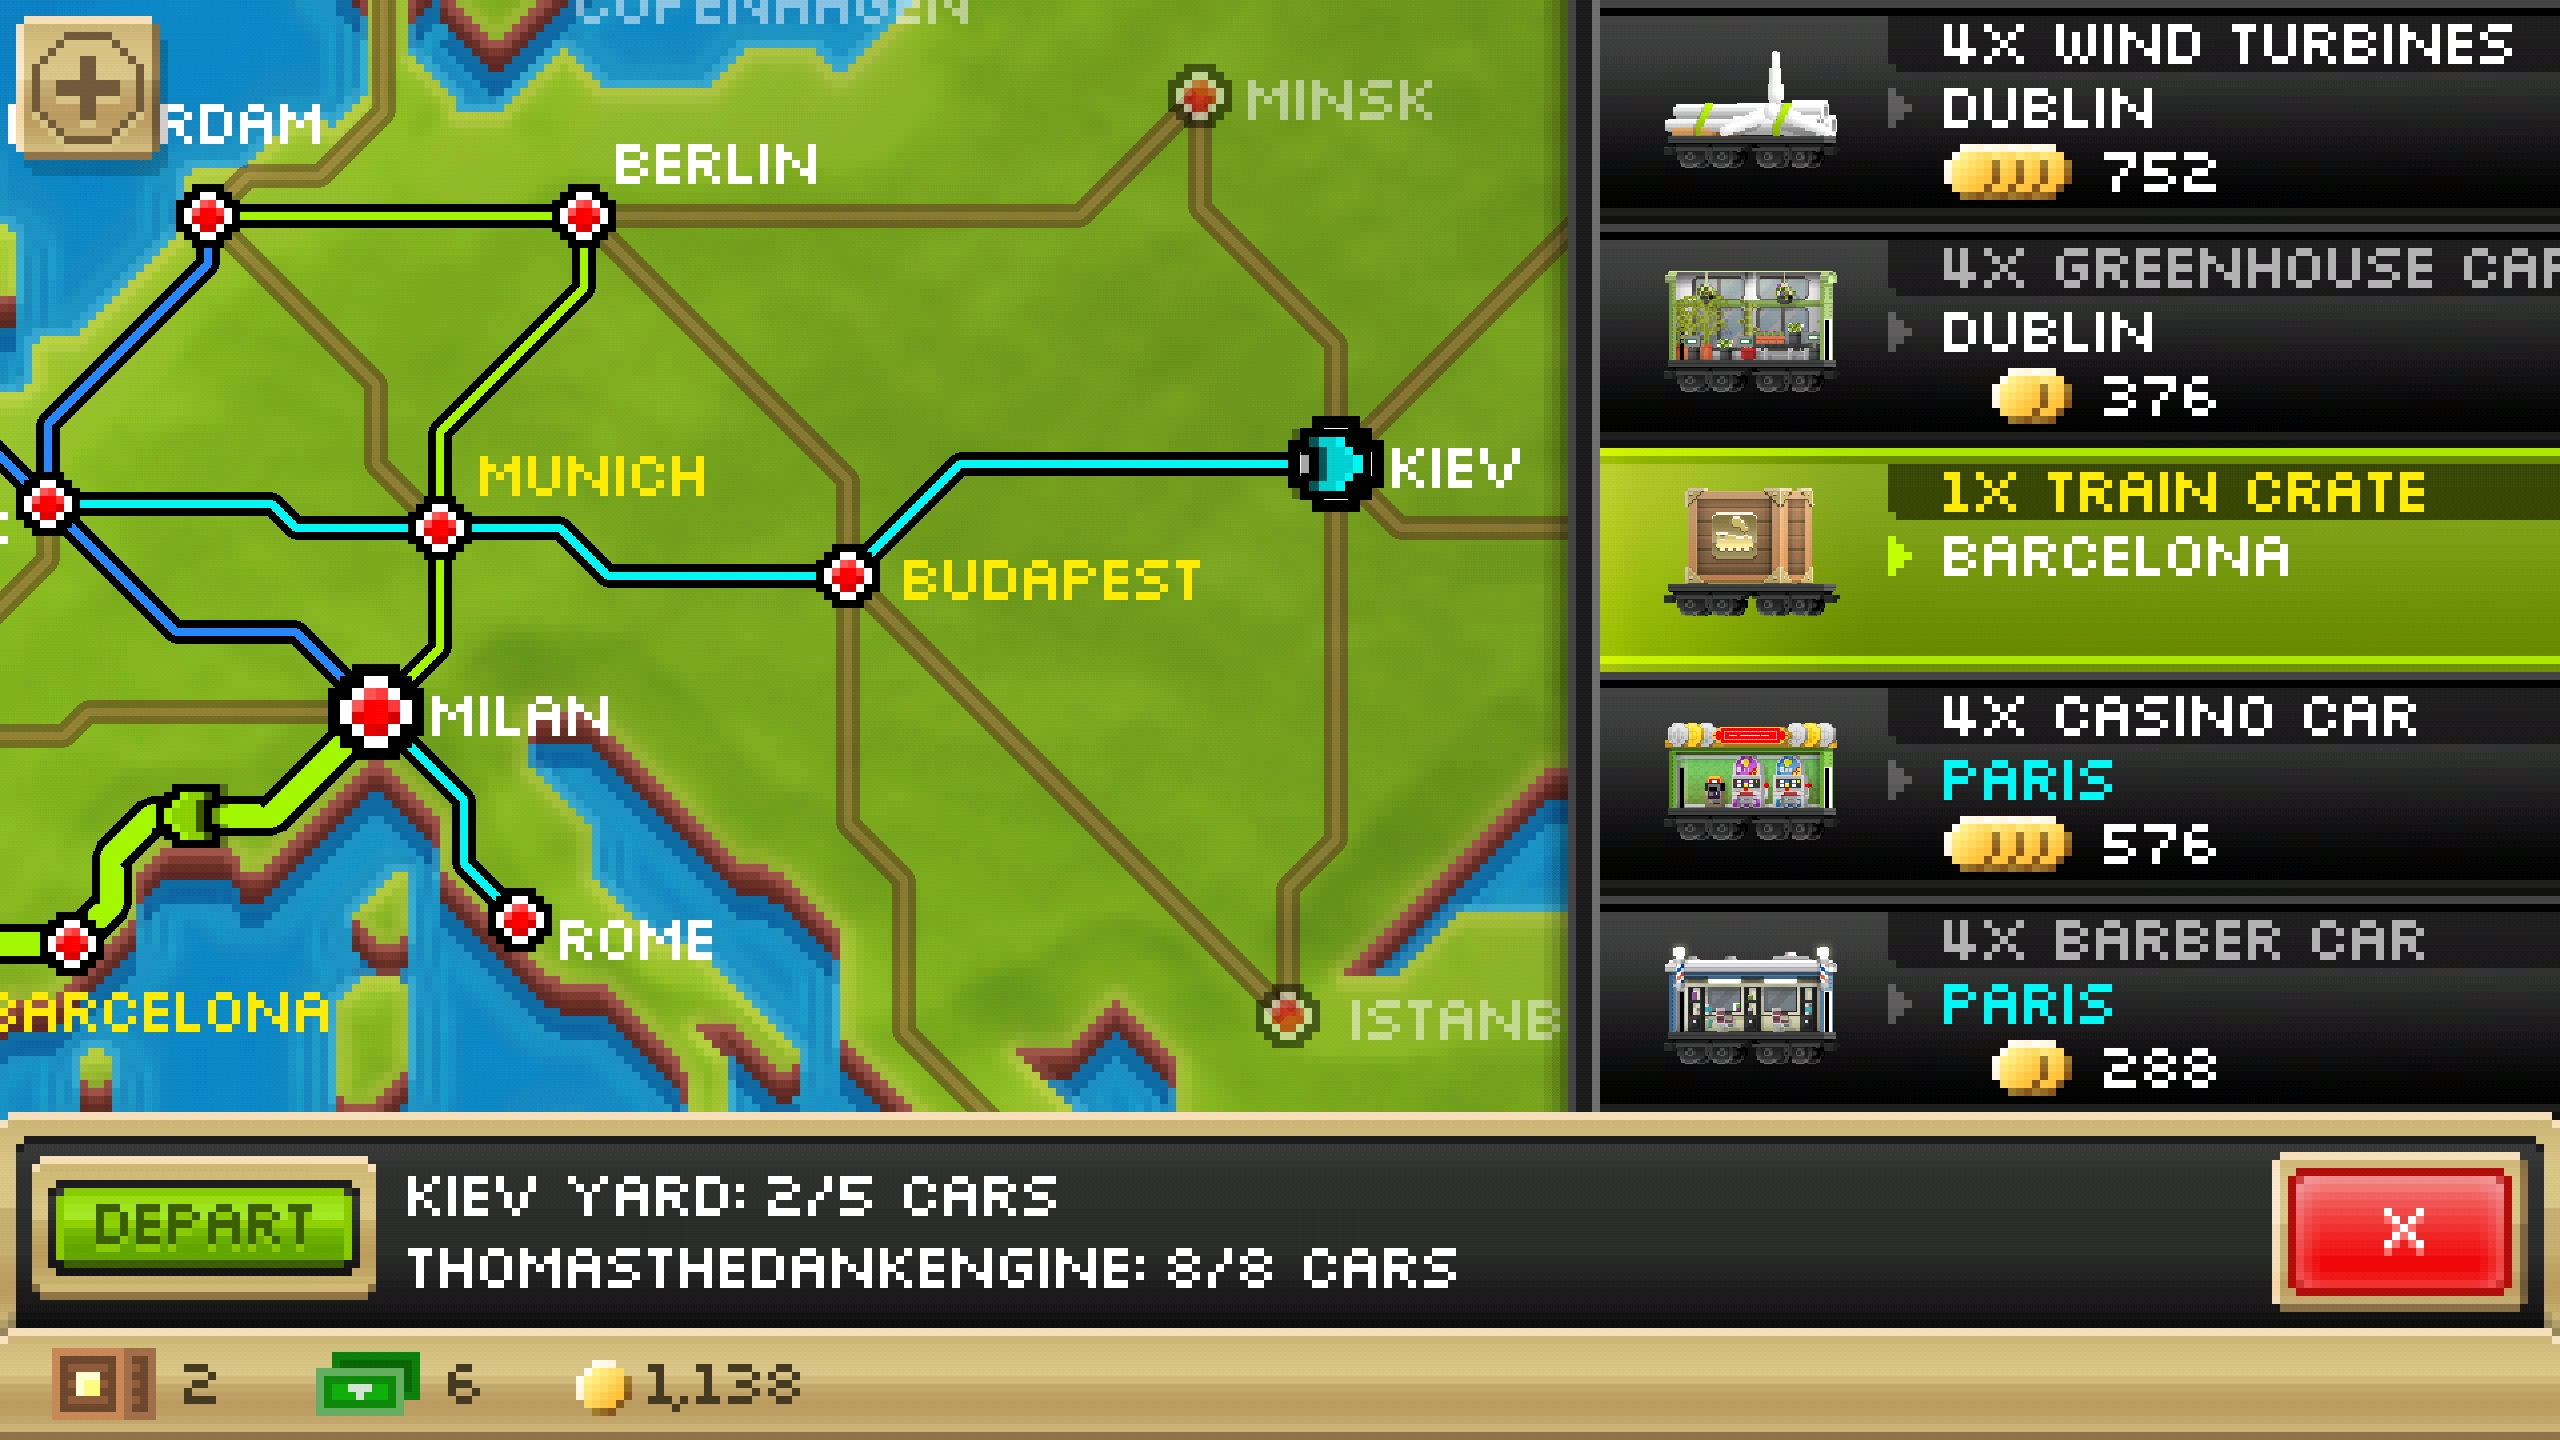 COPENHAGEN
RDAM
BERLIN
MINSK
MUNICH
KIEV
BUDAPEST
MILAN
ROME
BARCELONA
ISTANB
4X WIND TURBINES
DUBLIN
752
4X GREENHOUSE CAR
DUBLIN
376
1X TRAIN CRATE
BARCELONA
4X CASINO CAR
PARIS
576
4X BARBER CAR
PARIS
288
DEPART
KIEV YARD: 2/5 CARS
THOMASTHEDANKENGINE: 8/8 CARS
X
2
6
1,138